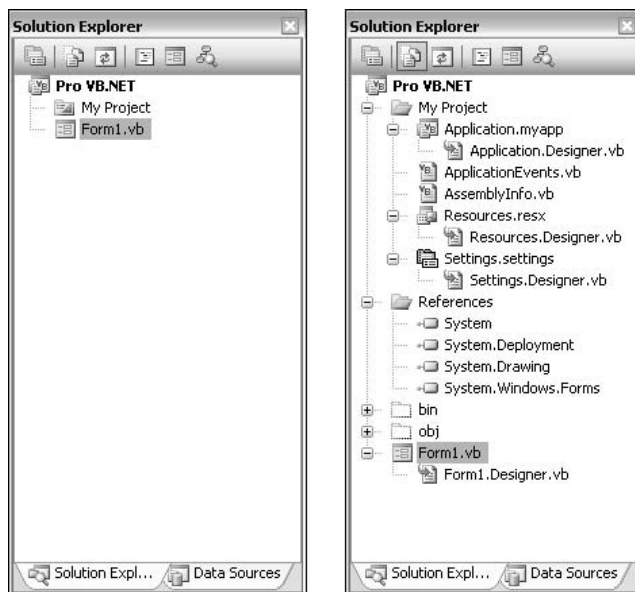 Solution Explorer
Pro VB.NET
My Project
Form1.vb
Solution Expl...
Data Sources
Solution Explorer
Pro VB.NET
My Project
Application.myapp
Application.Designer.vb
ApplicationEvents.vb
AssemblyInfo.vb
Resources.resx
Resources.Designer.vb
Settings.settings
Settings.Designer.vb
References
System
System.Deployment
System.Drawing
System.Windows.Forms
bin
obj
Form1.vb
Form1.Designer.vb
Solution Expl...
Data Sources